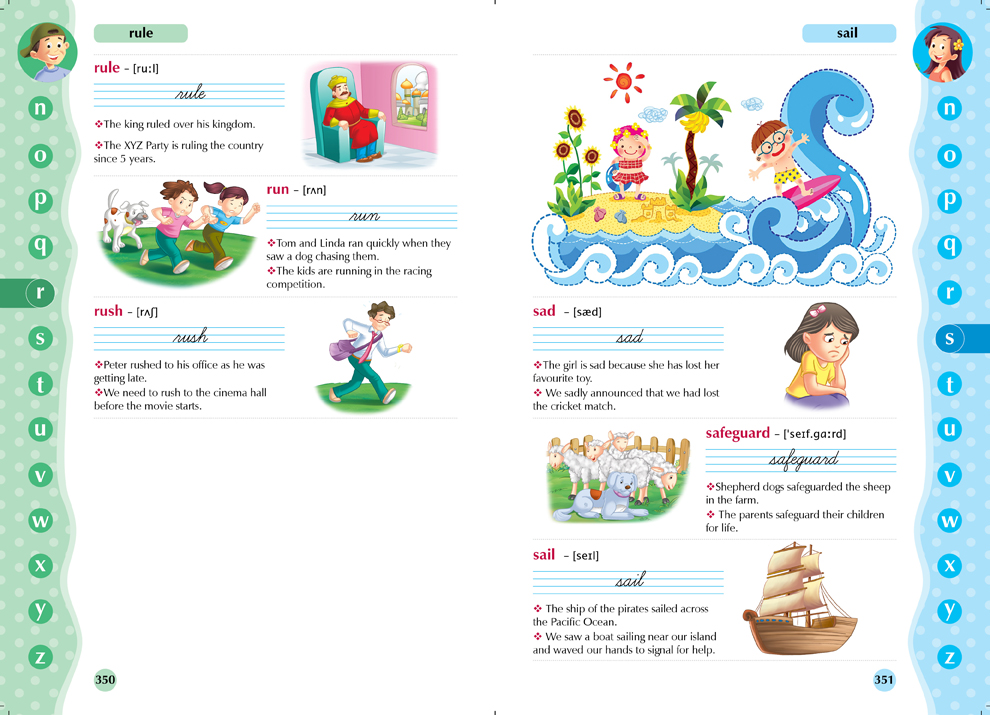 rule
rule – [ruːl]
rule
❖The king ruled over his kingdom.
❖The XYZ Party is ruling the country
since 5 years.
run – [rʌn]
run
❖Tom and Linda ran quickly when they
saw a dog chasing them.
❖The kids are running in the racing
competition.
rush – [rʌʃ]
rush
❖Peter rushed to his office as he was
getting late.
❖We need to rush to the cinema hall
before the movie starts.
n
o
p
q
r
s
t
u
v
w
x
y
z
350
sail
sad – [sæd]
sad
❖The girl is sad because she has lost her
favourite toy.
❖ We sadly announced that we had lost
the cricket match.
safeguard – [ˈseɪf.gɑːrd]
safeguard
❖Shepherd dogs safeguarded the sheep
in the farm.
❖ The parents safeguard their children
for life.
sail – [seɪl]
sail
❖ The ship of the pirates sailed across
the Pacific Ocean.
❖ We saw a boat sailing near our island
and waved our hands to signal for help.
n
o
p
q
r
s
t
u
v
w
x
y
z
351